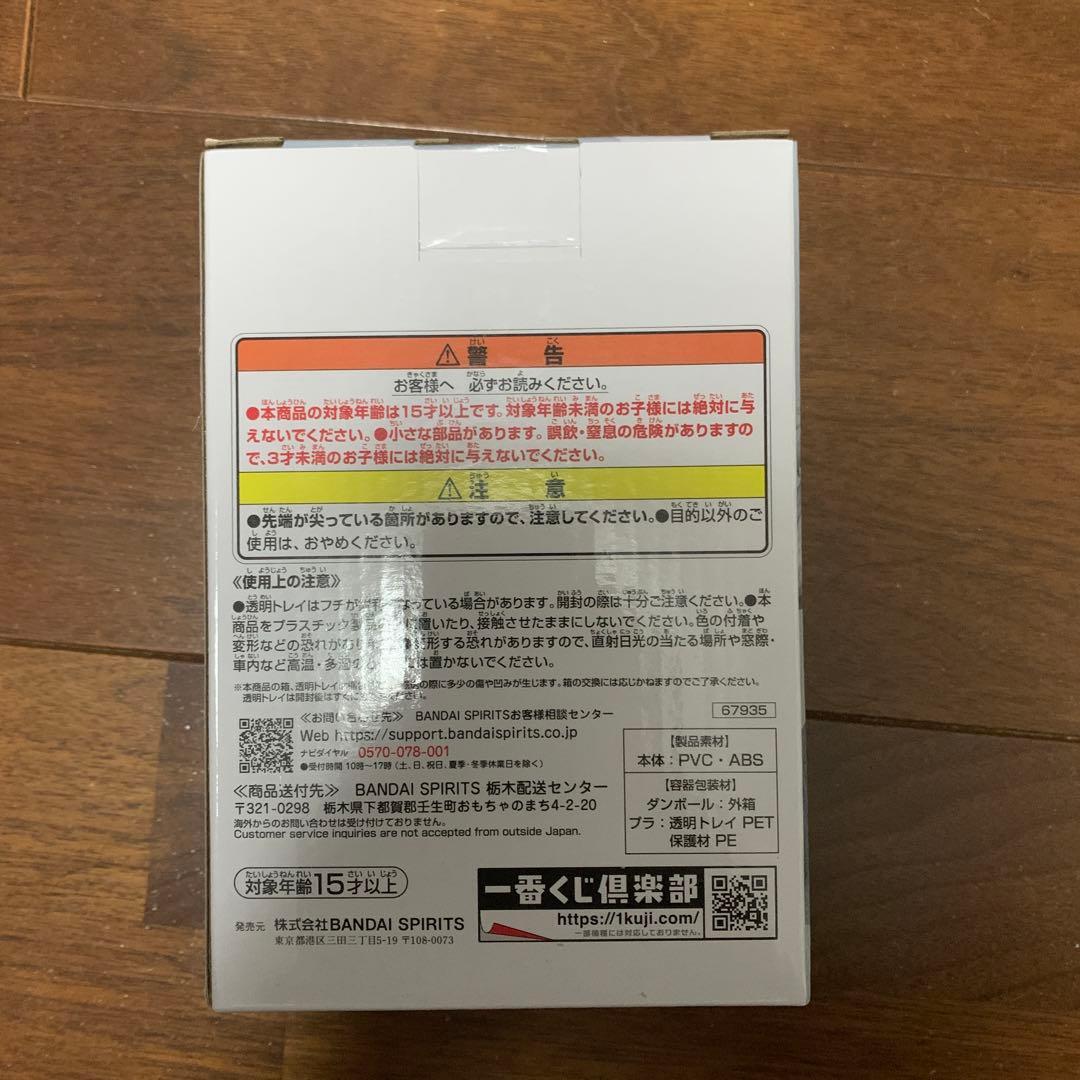 ⚠警告
お客様へ 必ずお読みください。
●本商品の対象年齢は15才以上です。対象年齢未満のお子様には絶対に与
えないでください。●小さな部品があります。誤飲・窒息の危険がありますの
で、3才未満のお子様には絶対に与えないでください。
⚠注意
●先端が尖っている箇所がありますので、注意してください。●目的以外のご
使用は、おやめください。
《使用上の注意》
●透明トレイはフチが なっている場合があります。開封の際は十分ご注意ください。●本
商品をプラスチック 置いたり、接触させたままにしないでください。色の付着や
変形などの恐れがあ 変形する恐れがありますので、直射日光の当たる場所や窓際・
車内など高温・多湿の は置かないでください。
※本商品の箱、透明トレイは の際に多少の傷や凹みが生じます。箱の交換には応じかねますのでご了承ください。
透明トレイは開封後はすぐに
《お問い合わせ先》 BANDAI SPIRITSお客様相談センター
67935
Web https://support.bandaispirits.co.jp
ナビダイヤル 0570-078-001
●受付時間 10時〜17時（土、日、祝日、夏季・冬季休業日を除く）
《商品送付先》 BANDAI SPIRITS 栃木配送センター
〒321-0298 栃木県下都賀郡壬生町おもちゃのまち4-2-20
海外からのお問い合わせは受け付けておりません。
Customer service inquiries are not accepted from outside Japan.
【製品素材】
本体：PVC・ABS
【容器包装材】
ダンボール：外箱
プラ：透明トレイ PET
保護材 PE
対象年齢15才以上
発売元 株式会社BANDAI SPIRITS
東京都港区三田三丁目5-19 〒108-0073
一番くじ倶楽部
https://1kuji.com/
一部機種には対応しておりません。